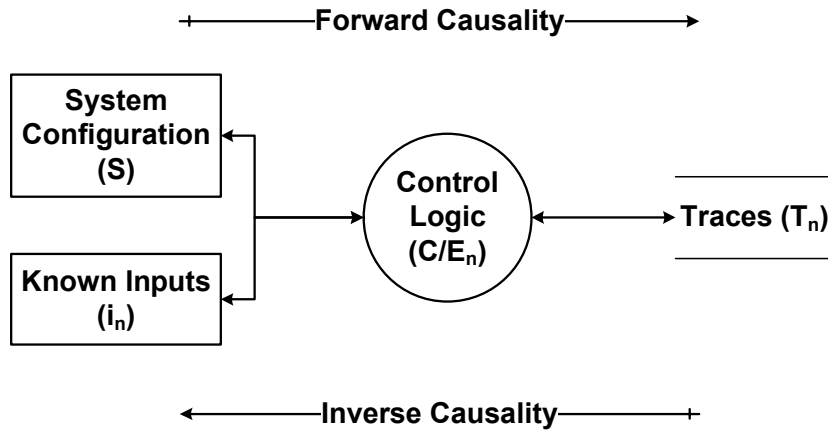 Forward Causality
System
Configuration
(S)
Control
Logic
(C/Eₙ)
Traces (Tₙ)
Known Inputs
(iₙ)
Inverse Causality